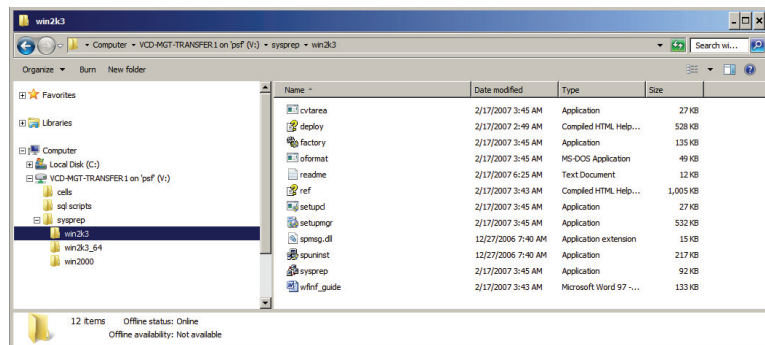 win2k3
Computer VCD-MGT-TRANSFER1 on 'psf' (V:) sysprep win2k3
Search wi...
Organize Burn New folder
Favorites
Libraries
Computer
Local Disk (C:)
VCD-MGT-TRANSFER1 on 'psf' (V:)
cells
sql scripts
sysprep
win2k3
win2k3_64
win2000
Name Date modified Type Size
cvtarea 2/17/2007 3:45 AM Application 27 KB
deploy 2/17/2007 2:49 AM Compiled HTML Help... 528 KB
factory 2/17/2007 3:45 AM Application 135 KB
oformat 2/17/2007 3:45 AM MS-DOS Application 49 KB
readme 2/17/2007 6:25 AM Text Document 12 KB
ref 2/17/2007 3:43 AM Compiled HTML Help... 1,005 KB
setupcl 2/17/2007 3:45 AM Application 27 KB
setupmgr 2/17/2007 3:45 AM Application 532 KB
spmsg.dll 12/27/2006 7:40 AM Application extension 15 KB
spuninst 12/27/2006 7:40 AM Application 217 KB
sysprep 2/17/2007 3:45 AM Application 92 KB
wfinf_guide 2/17/2007 3:43 AM Microsoft Word 97 -... 133 KB
12 items Offline status: Online
Offline availability: Not available